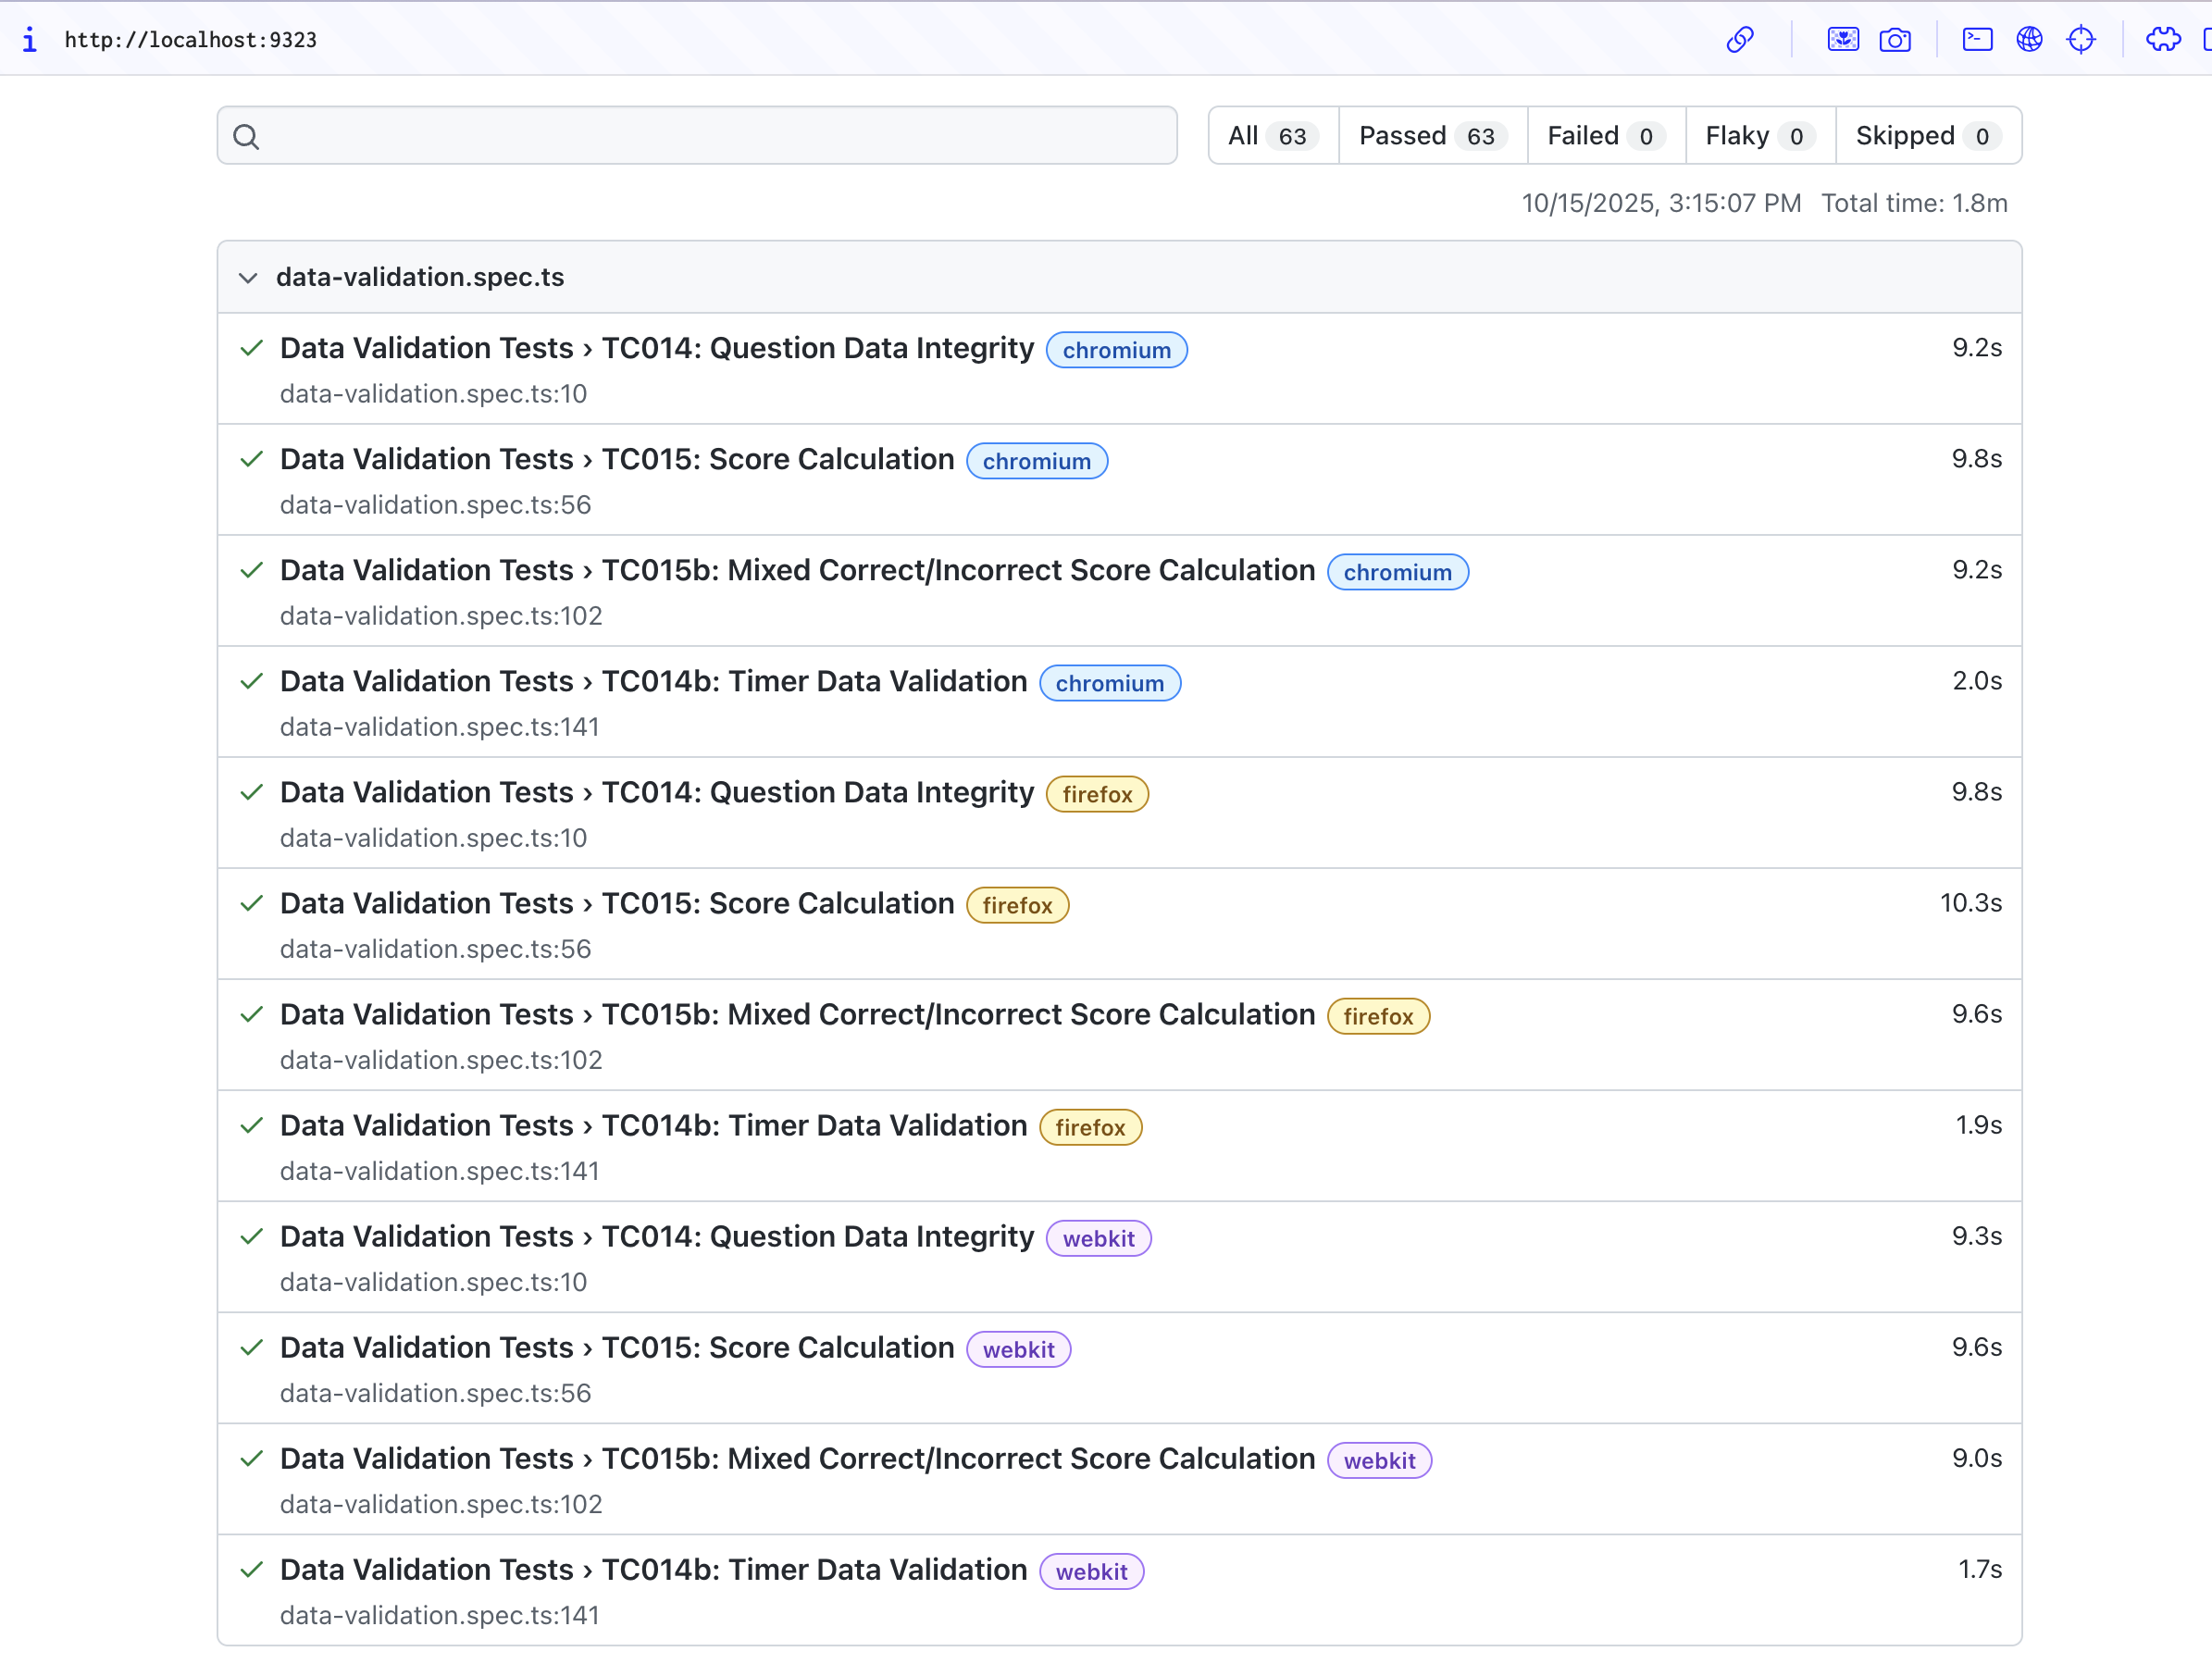 i http://localhost:9323
All 63 Passed 63 Failed 0 Flaky 0 Skipped 0
10/15/2025, 3:15:07 PM Total time: 1.8m
data-validation.spec.ts
Data Validation Tests › TC014: Question Data Integrity chromium 9.2s
data-validation.spec.ts:10
Data Validation Tests › TC015: Score Calculation chromium 9.8s
data-validation.spec.ts:56
Data Validation Tests › TC015b: Mixed Correct/Incorrect Score Calculation chromium 9.2s
data-validation.spec.ts:102
Data Validation Tests › TC014b: Timer Data Validation chromium 2.0s
data-validation.spec.ts:141
Data Validation Tests › TC014: Question Data Integrity firefox 9.8s
data-validation.spec.ts:10
Data Validation Tests › TC015: Score Calculation firefox 10.3s
data-validation.spec.ts:56
Data Validation Tests › TC015b: Mixed Correct/Incorrect Score Calculation firefox 9.6s
data-validation.spec.ts:102
Data Validation Tests › TC014b: Timer Data Validation firefox 1.9s
data-validation.spec.ts:141
Data Validation Tests › TC014: Question Data Integrity webkit 9.3s
data-validation.spec.ts:10
Data Validation Tests › TC015: Score Calculation webkit 9.6s
data-validation.spec.ts:56
Data Validation Tests › TC015b: Mixed Correct/Incorrect Score Calculation webkit 9.0s
data-validation.spec.ts:102
Data Validation Tests › TC014b: Timer Data Validation webkit 1.7s
data-validation.spec.ts:141